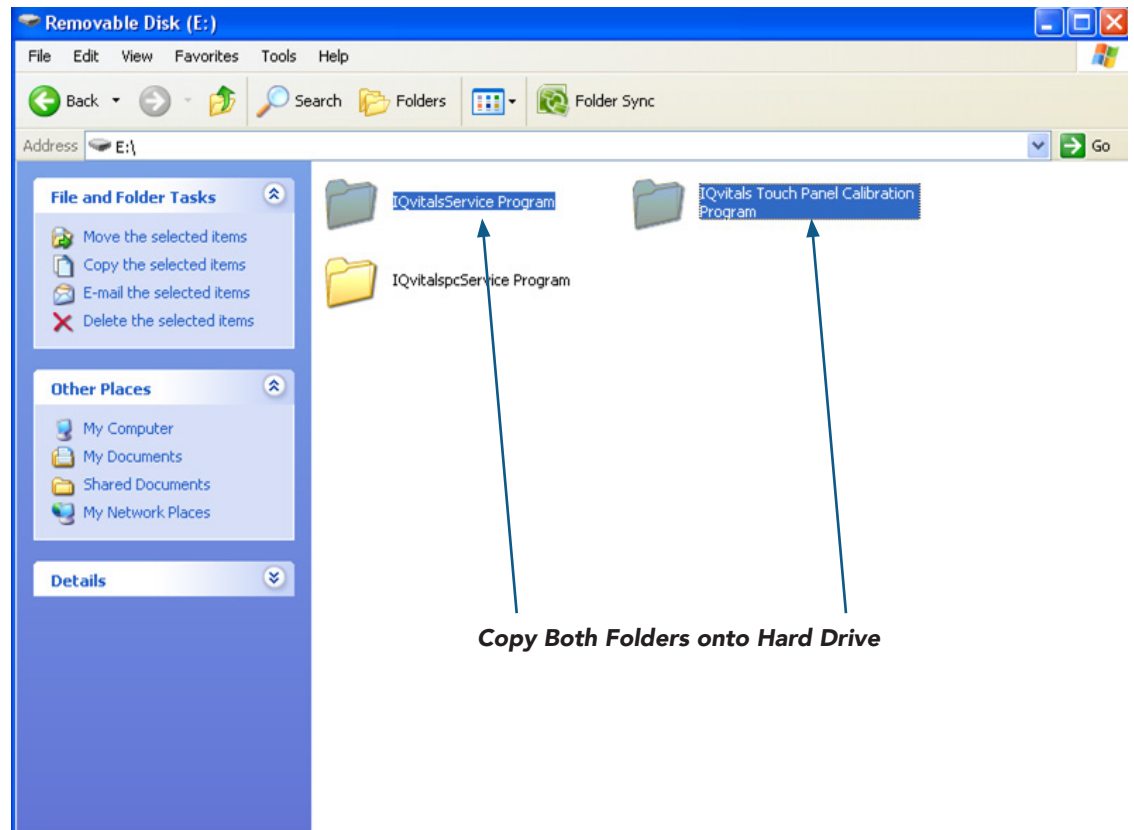 Removable Disk (E:)
File Edit View Favorites Tools Help
Back Search Folders Folder Sync
Address E:\ Go
File and Folder Tasks
Move the selected items
Copy the selected items
E-mail the selected items
Delete the selected items
Other Places
My Computer
My Documents
Shared Documents
My Network Places
Details
IQvitalsService Program
IQvitals Touch Panel Calibration
Program
IQvitalspcService Program
Copy Both Folders onto Hard Drive